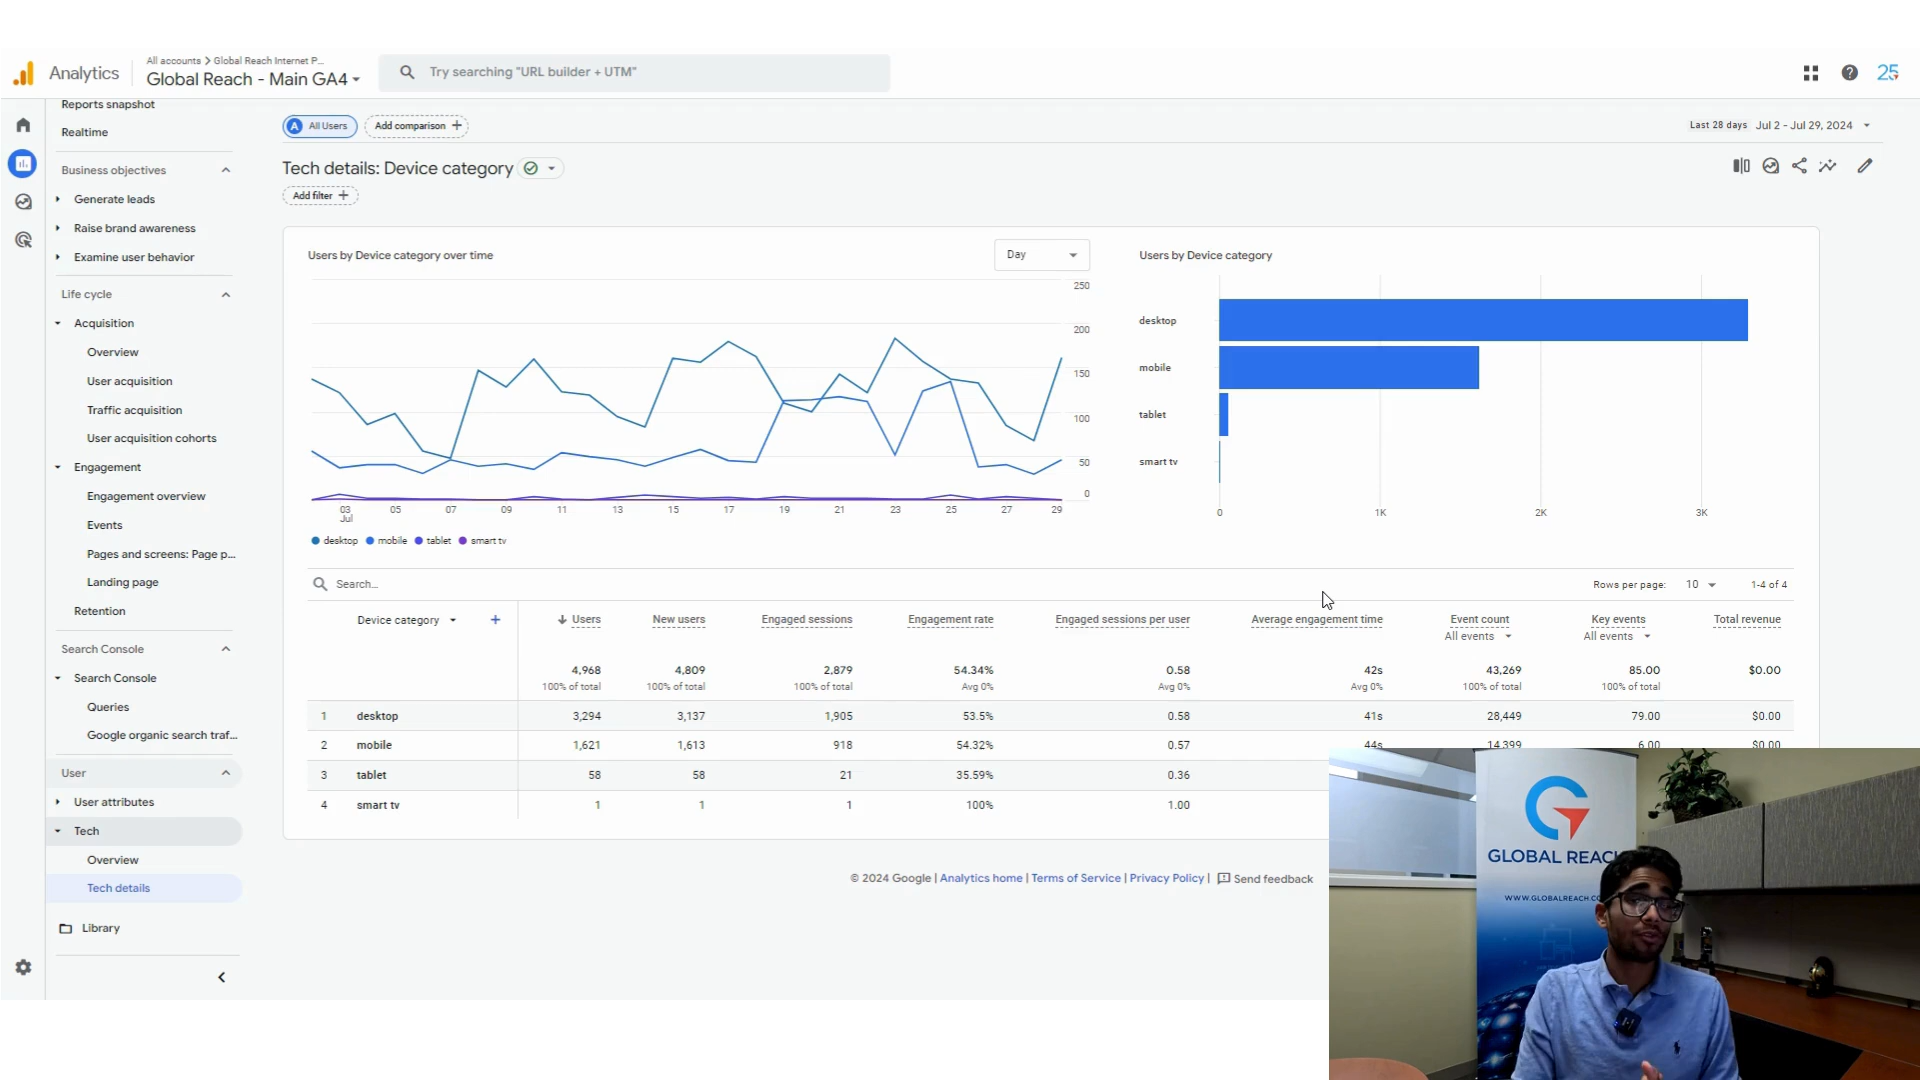 Analytics
All accounts > Global Reach Internet P...
Global Reach - Main GA4
Try searching "URL builder + UTM"
25
Reports snapshot
Realtime
Business objectives
Generate leads
Raise brand awareness
Examine user behavior
Life cycle
Acquisition
Overview
User acquisition
Traffic acquisition
User acquisition cohorts
Engagement
Engagement overview
Events
Pages and screens: Page p...
Landing page
Retention
Search Console
Search Console
Queries
Google organic search traf...
User
User attributes
Tech
Overview
Tech details
Library
A All Users
Add comparison +
Last 28 days Jul 2 - Jul 29, 2024
Tech details: Device category
Add filter +
Users by Device category over time
Day
250
200
150
100
50
0
03 05 07 09 11 13 15 17 19 21 23 25 27 29
Jul
desktop mobile tablet smart tv
Users by Device category
desktop
mobile
tablet
smart tv
0 1K 2K 3K
Search...
Rows per page: 10 1-4 of 4
Device category + Users New users Engaged sessions Engagement rate Engaged sessions per user Average engagement time Event count Key events Total revenue
All events All events
4,968 4,809 2,879 54.34% 0.58 42s 43,269 85.00 $0.00
100% of total 100% of total 100% of total Avg 0% Avg 0% Avg 0% 100% of total 100% of total
1 desktop 3,294 3,137 1,905 53.5% 0.58 41s 28,449 79.00 $0.00
2 mobile 1,621 1,613 918 54.32% 0.57 44s 14,399 6.00 $0.00
3 tablet 58 58 21 35.59% 0.36
4 smart tv 1 1 1 100% 1.00
© 2024 Google | Analytics home | Terms of Service | Privacy Policy | Send feedback
GLOBAL REAC
WWW.GLOBALREACH.CO